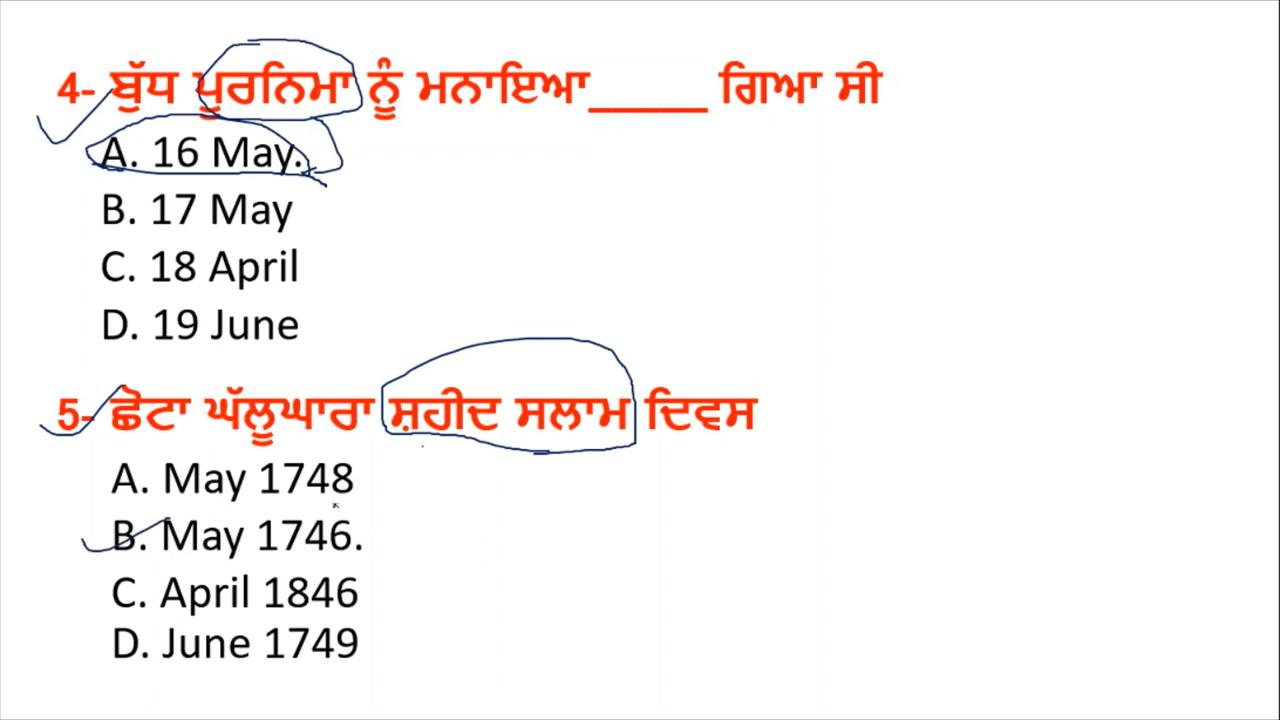 4- ਬੁੱਧ ਪੂਰਨਿਮਾ ਨੂੰ ਮਨਾਇਆ_____ ਗਿਆ ਸੀ
A. 16 May.
B. 17 May
C. 18 April
D. 19 June
5- ਛੋਟਾ ਘੱਲੂਘਾਰਾ ਸ਼ਹੀਦ ਸਲਾਮ ਦਿਵਸ
A. May 1748
B. May 1746.
C. April 1846
D. June 1749